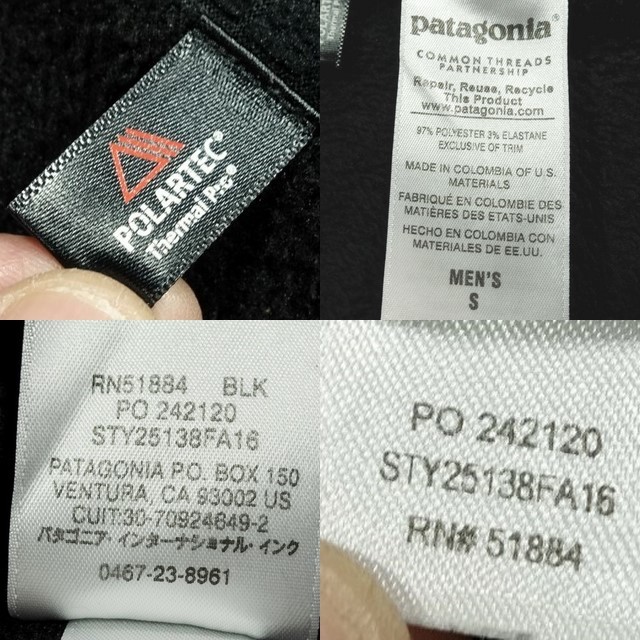 POLARTEC®
Thermal Pro®
patagonia®
COMMON THREADS
PARTNERSHIP
Repair, Reuse, Recycle
This Product
www.patagonia.com
97% POLYESTER 3% ELASTANE
EXCLUSIVE OF TRIM
MADE IN COLOMBIA OF U.S.
MATERIALS
FABRIQUÉ EN COLOMBIE DES
MATIÈRES DES ETATS-UNIS
HECHO EN COLOMBIA CON
MATERIALES DE EE.UU.
MEN'S
S
RN51884 BLK
PO 242120
STY25138FA16
PATAGONIA P.O. BOX 150
VENTURA, CA 93002 US
CUIT:30-70924649-2
パタゴニア・インターナショナル・インク
0467-23-8961
PO 242120
STY25138FA16
RN# 51884